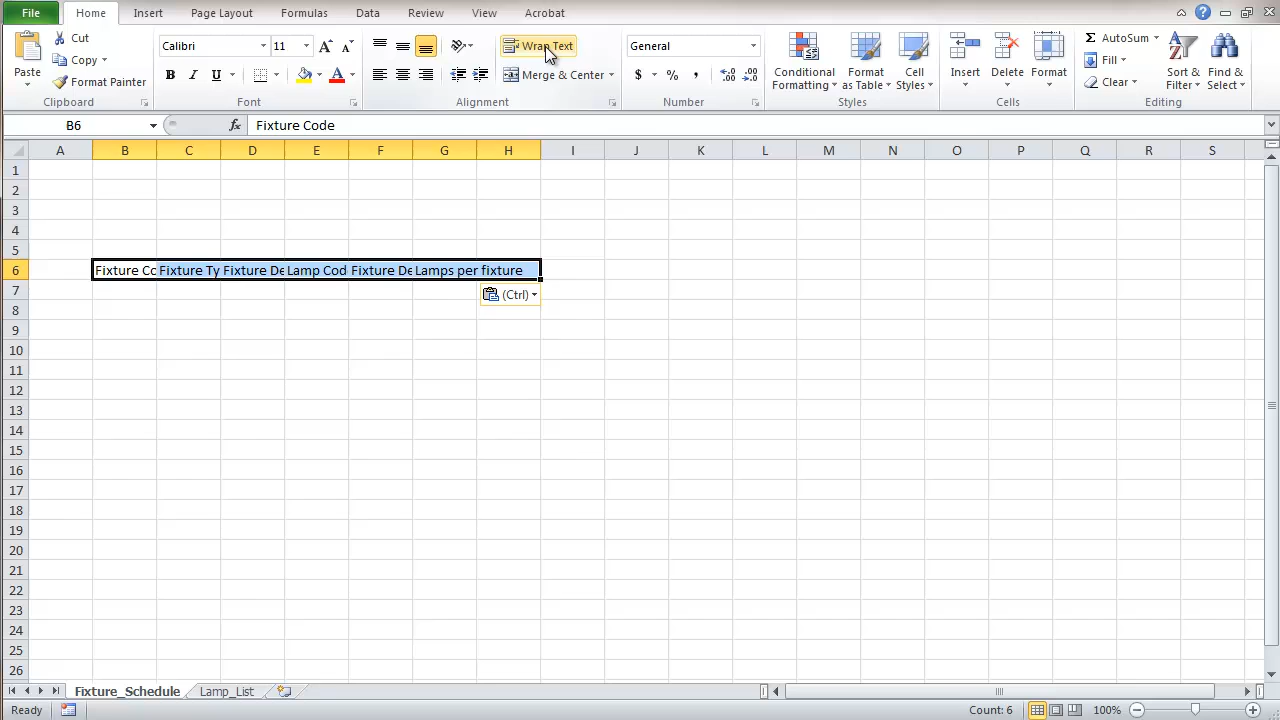 File Home Insert Page Layout Formulas Data Review View Acrobat
Paste Cut Copy Format Painter Clipboard
Calibri 11 A A B I U A Font
Wrap Text Merge & Center Alignment
General $ % , .0 .00 .00 .0 Number
Conditional Formatting Format as Table Cell Styles Styles
Insert Delete Format Cells
Σ AutoSum Fill Clear Sort & Filter Find & Select Editing
B6 fx Fixture Code
A B C D E F G H I J K L M N O P Q R S
1
2
3
4
5
6 Fixture Co Fixture Ty Fixture De Lamp Cod Fixture De Lamps per fixture
7 (Ctrl)
8
9
10
11
12
13
14
15
16
17
18
19
20
21
22
23
24
25
26
Fixture_Schedule Lamp_List
Ready Count: 6 100%